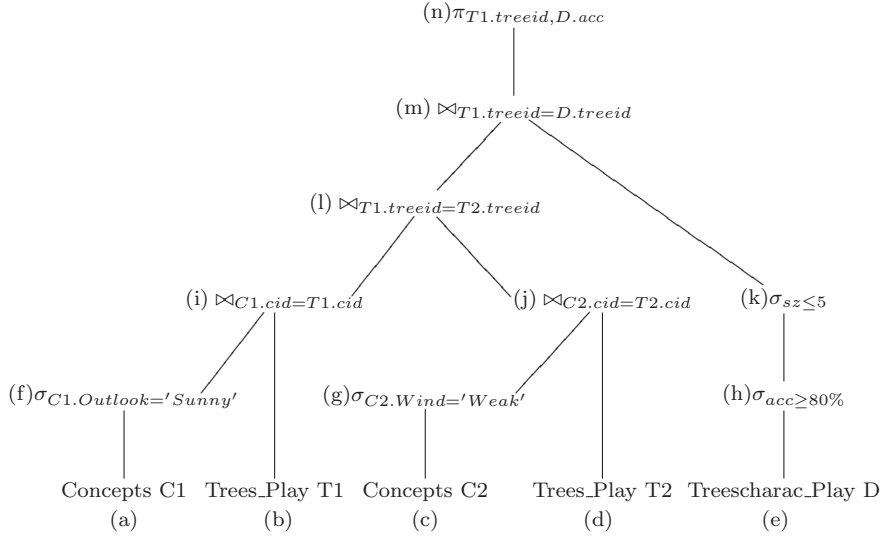 (n)π_{T1.treeid,D.acc}
(m) ⋈_{T1.treeid=D.treeid}
(l) ⋈_{T1.treeid=T2.treeid}
(i) ⋈_{C1.cid=T1.cid} (j) ⋈_{C2.cid=T2.cid} (k)σ_{sz≤5}
(f)σ_{C1.Outlook='Sunny'} (g)σ_{C2.Wind='Weak'} (h)σ_{acc≥80%}
Concepts C1 Trees_Play T1 Concepts C2 Trees_Play T2 Treescharac_Play D
(a) (b) (c) (d) (e)